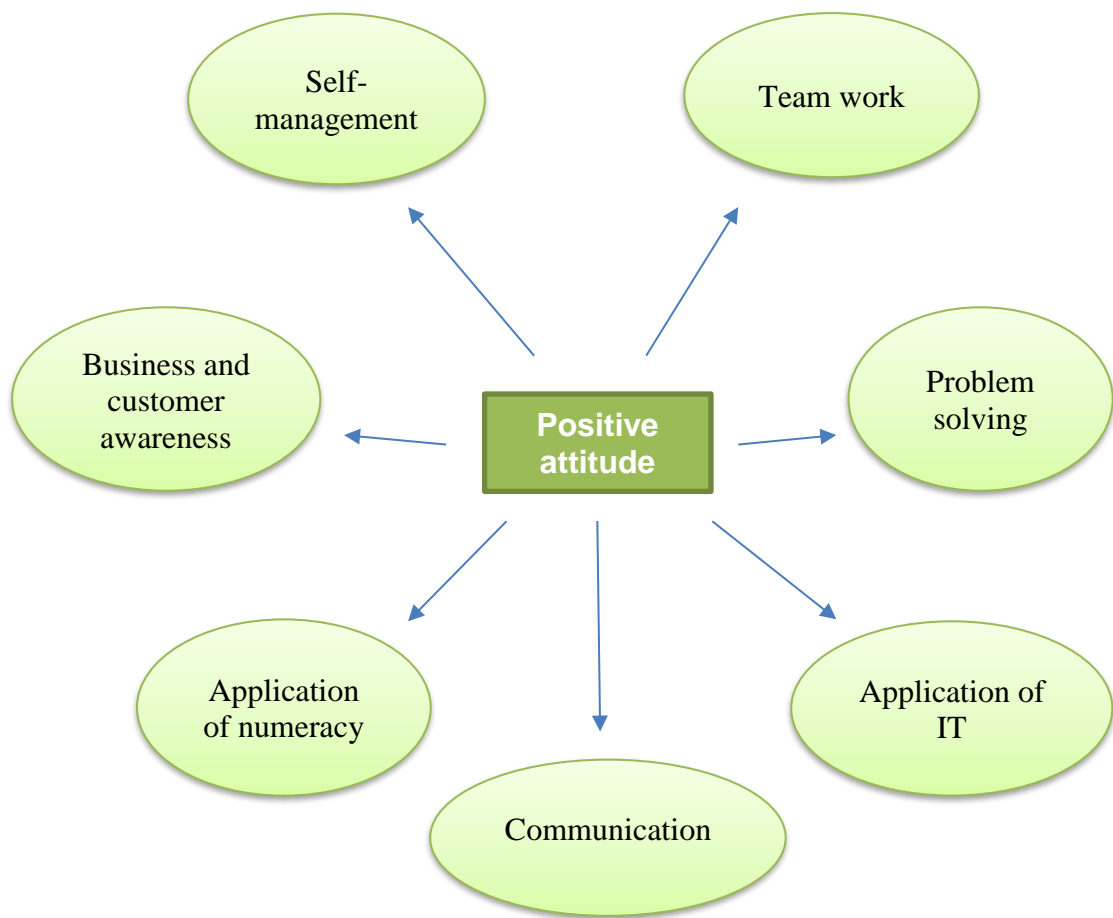 Self-
management
Team work
Business and
customer
awareness
Positive
attitude
Problem
solving
Application
of numeracy
Application of
IT
Communication